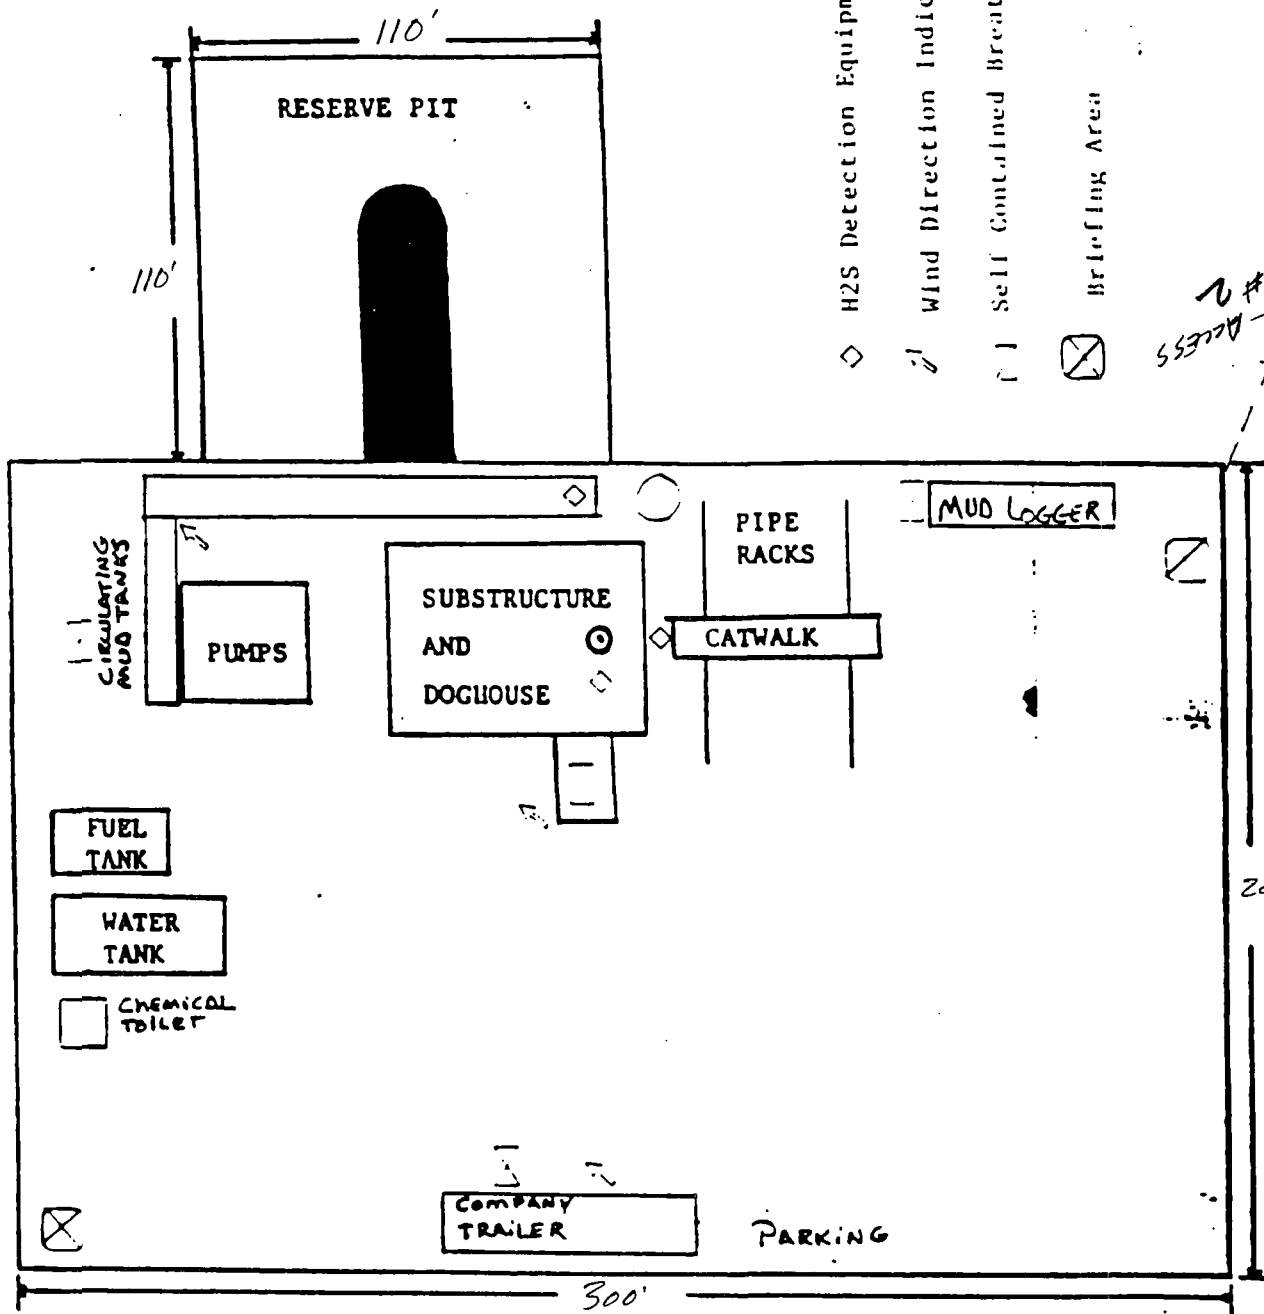 110'
RESERVE PIT
110'
H2S Detection Equipm
Wind Direction Indic
Self Contained Breat
Briefing Area
#2
ACCESS
MUD LOGGER
PIPE
RACKS
CIRCULATING
MUD TANKS
PUMPS
SUBSTRUCTURE
AND
DOGHOUSE
CATWALK
FUEL
TANK
WATER
TANK
CHEMICAL
TOILET
20
COMPANY
TRAILER
PARKING
300'